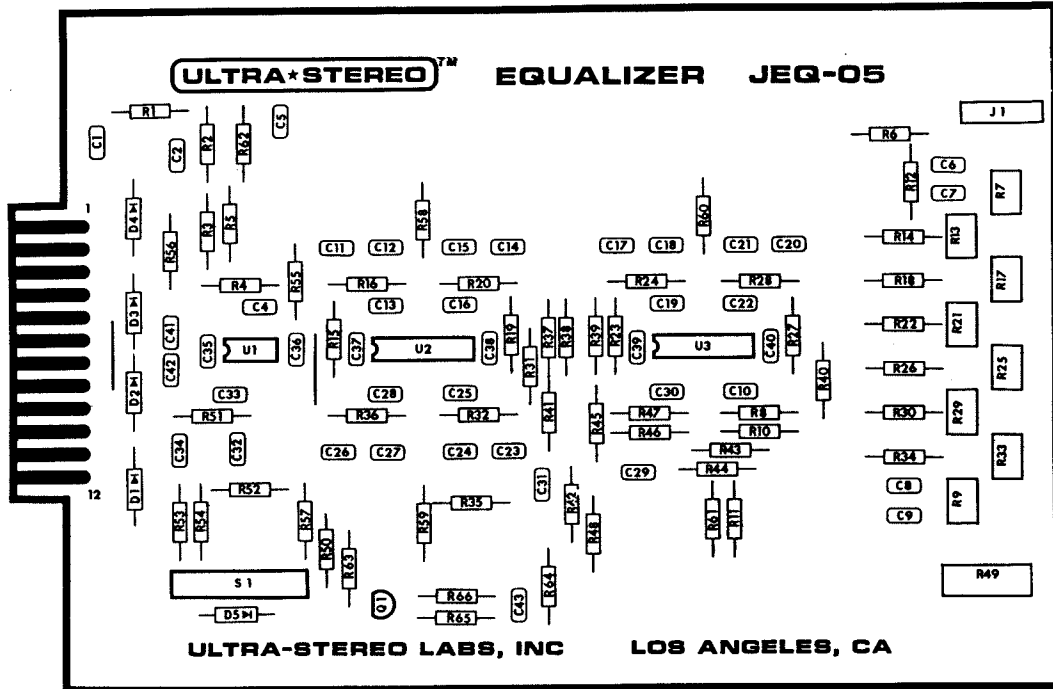 ULTRA★STEREO™ EQUALIZER JEQ-05
R1 C5 J1
C1 C2 R2 R62 R6
R12 C6 R7
C7
1 D4 R3 R5 R58 R60 R13
R56 C11 C12 C15 C14 C17 C18 C21 C20 R14
R4 R55 R16 R20 R24 R28 R18 R17
C4 C13 C16 C19 C22
D3 C41 R15 R19 R37 R38 R39 R23 R27 R22 R21
C35 U1 C36 C37 U2 C38 C39 U3 C40
C42 R31 R40 R26 R25
D2 C33 C28 C25 C30 C10
R51 R36 R32 R41 R45 R47 R8 R30 R29
R46 R10
C34 C32 C26 C27 C24 C23 R43 R34 R33
12 D1 R52 C31 C29 R44 C8
R53 R54 R57 R59 R35 R42 R48 R61 R11 C9 R9
R50 R63
S1 R64 R49
Q1 R66 C43
D5 R65
ULTRA-STEREO LABS, INC LOS ANGELES, CA